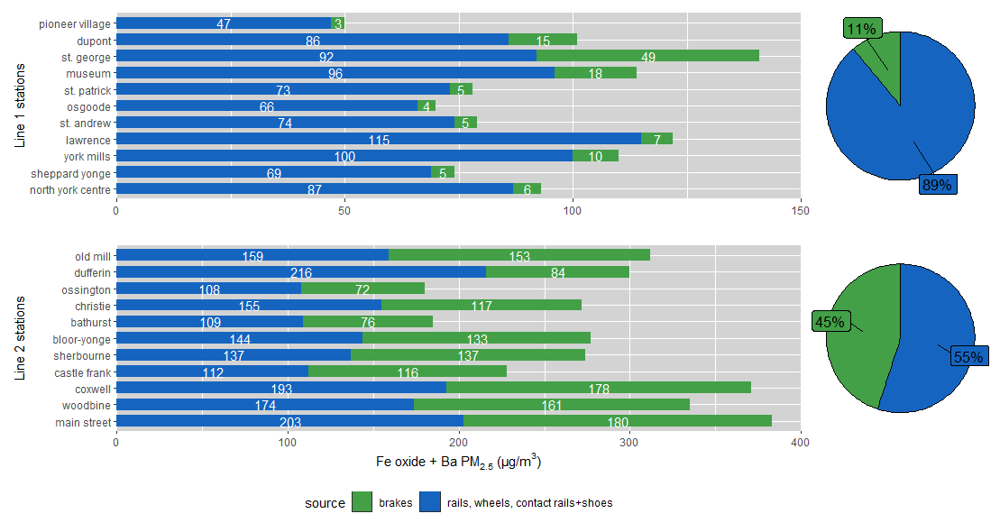 Line 1 stations
pioneer village 47 3
dupont 86 15
st. george 92 49
museum 96 18
st. patrick 73 5
osgoode 66 4
st. andrew 74 5
lawrence 115 7
york mills 100 10
sheppard yonge 69 5
north york centre 87 6
0 50 100 150
11%
89%
Line 2 stations
old mill 159 153
dufferin 216 84
ossington 108 72
christie 155 117
bathurst 109 76
bloor-yonge 144 133
sherbourne 137 137
castle frank 112 116
coxwell 193 178
woodbine 174 161
main street 203 180
0 100 200 300 400
45%
55%
Fe oxide + Ba PM2.5 (µg/m³)
source brakes rails, wheels, contact rails+shoes